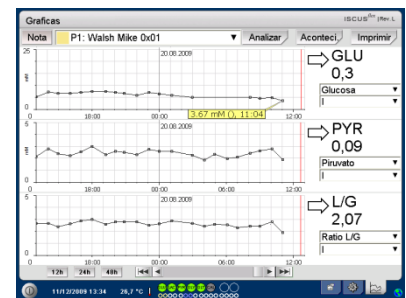 Graficas
ISCUSflex |Rev.L
Nota P1: Walsh Mike 0x01 Analizar Aconteci. Imprimir
25 20.08.2009 GLU
mM 0,3
3.67 mM (), 11:04 Glucosa
0 18:00 00:00 06:00 12:00 I
5 20.08.2009 PYR
mM 0,09
Piruvato
0 18:00 00:00 06:00 12:00 I
5 20.08.2009 L/G
2,07
Ratio L/G
0 18:00 00:00 06:00 12:00 I
12h 24h 48h
11/12/2009 13:34 26,7 °C